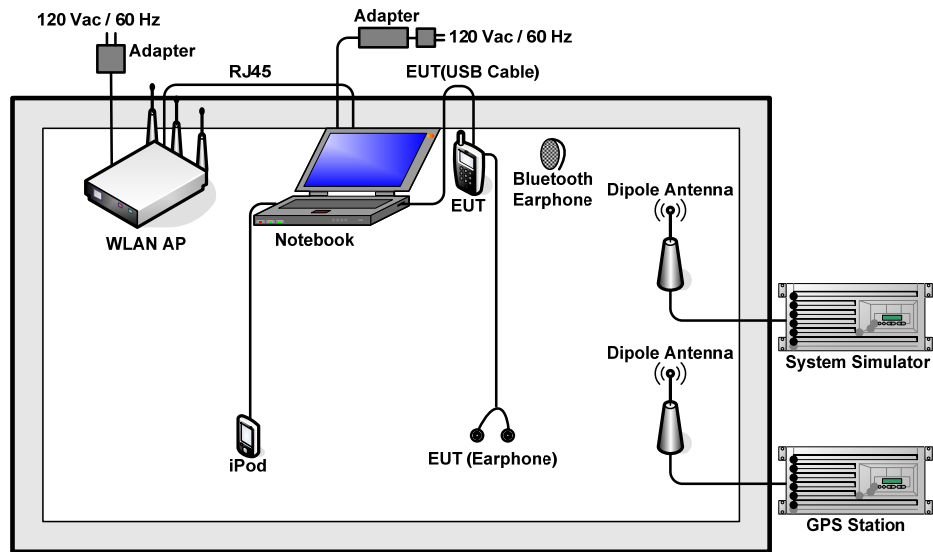 120 Vac / 60 Hz
Adapter
Adapter
120 Vac / 60 Hz
RJ45
EUT(USB Cable)
WLAN AP
Notebook
EUT
Bluetooth
Earphone
Dipole Antenna
System Simulator
Dipole Antenna
iPod
EUT (Earphone)
GPS Station